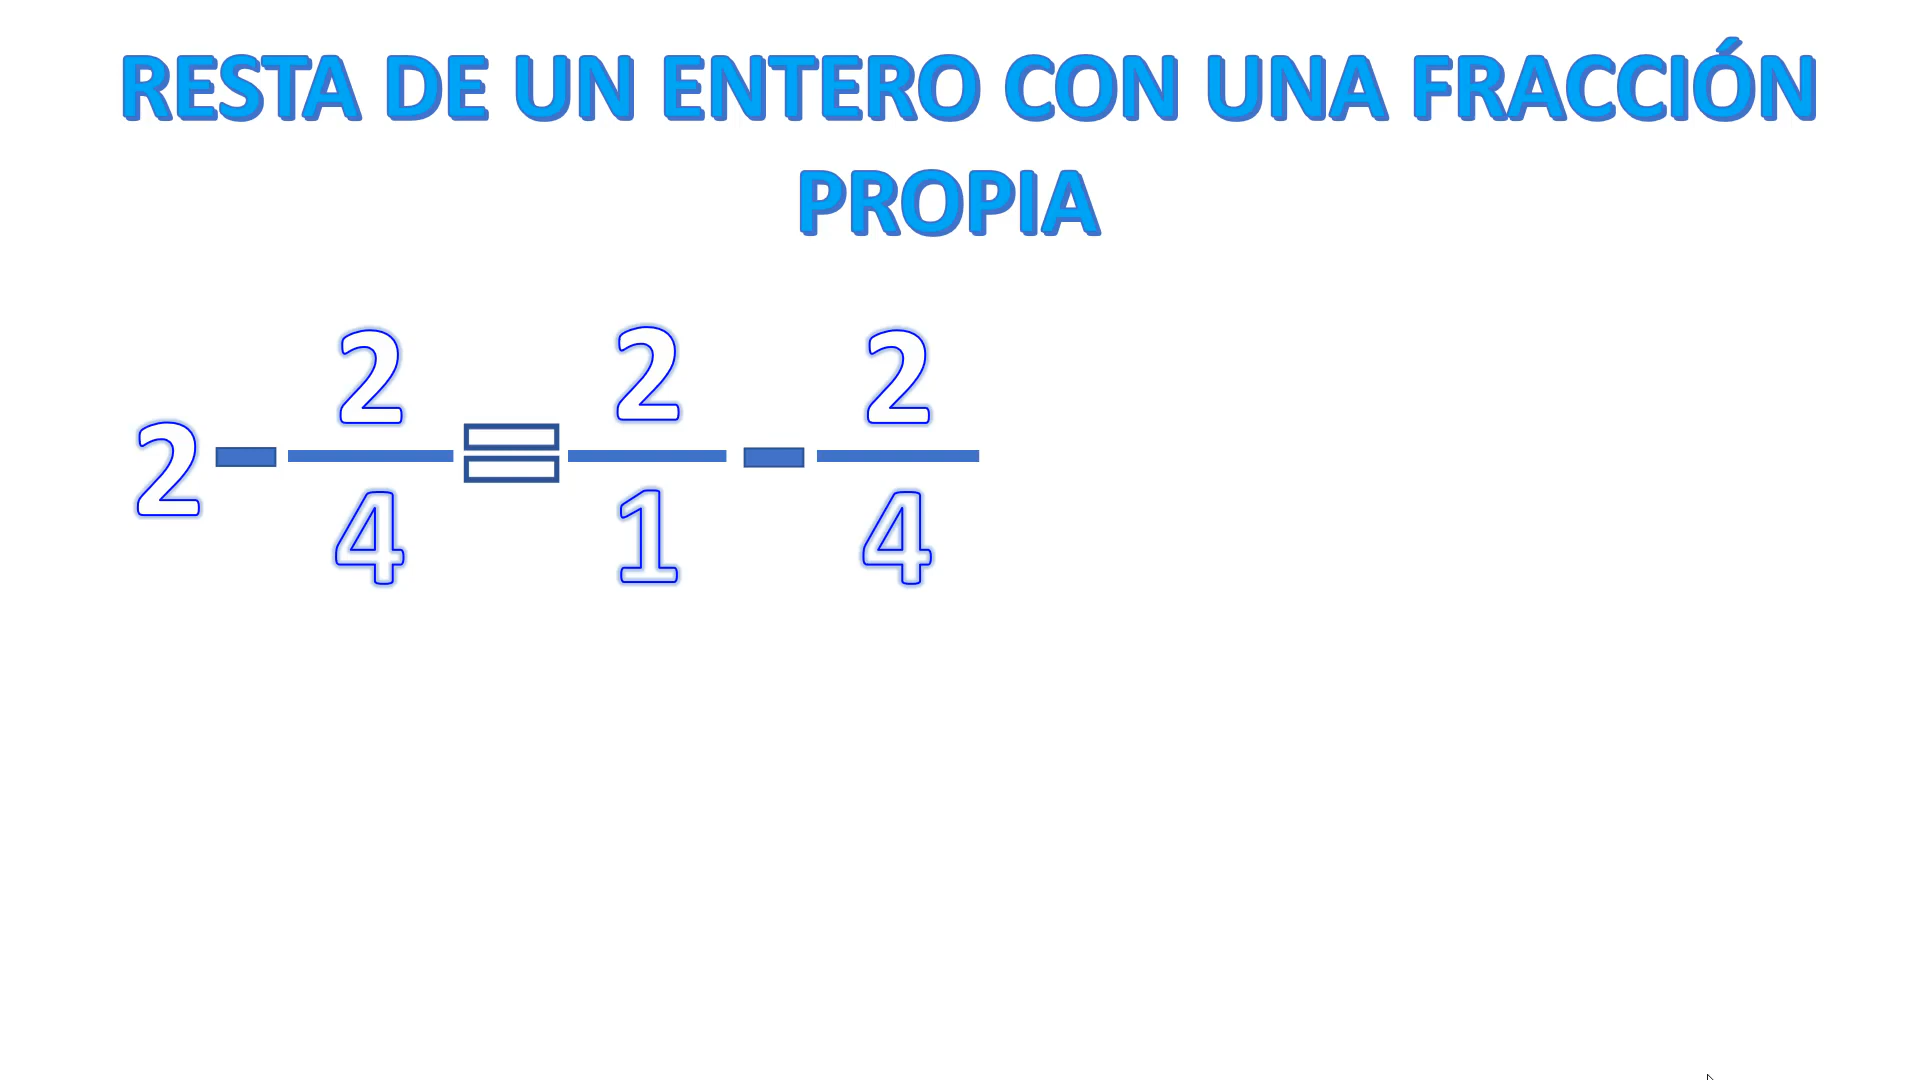 RESTA DE UN ENTERO CON UNA FRACCIÓN
PROPIA
2 - 2/4 = 2/1 - 2/4